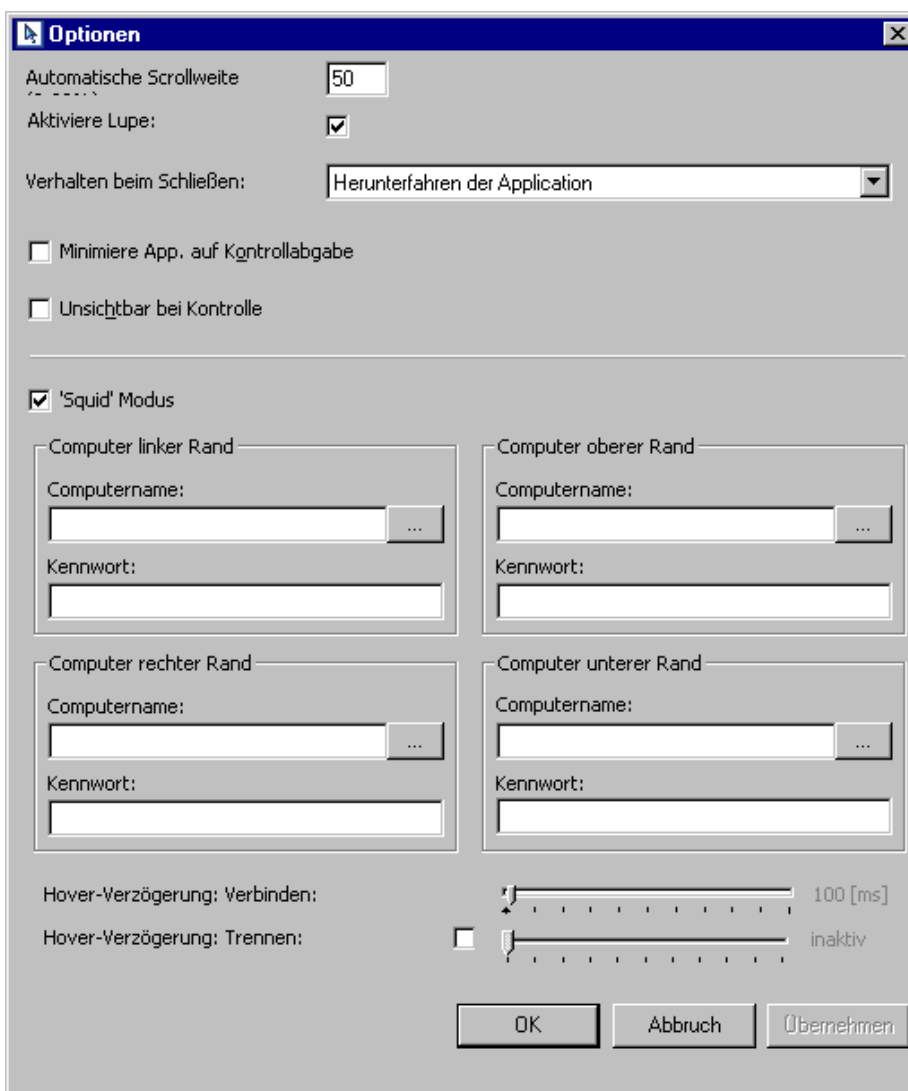 Optionen
Automatische Scrollweite
50
Aktiviere Lupe:
Verhalten beim Schließen:
Herunterfahren der Application
Minimiere App. auf Kontrollabgabe
Unsichtbar bei Kontrolle
'Squid' Modus
Computer linker Rand
Computername:
...
Kennwort:
Computer oberer Rand
Computername:
...
Kennwort:
Computer rechter Rand
Computername:
...
Kennwort:
Computer unterer Rand
Computername:
...
Kennwort:
Hover-Verzögerung: Verbinden:
100 [ms]
Hover-Verzögerung: Trennen:
inaktiv
OK
Abbruch
Übernehmen